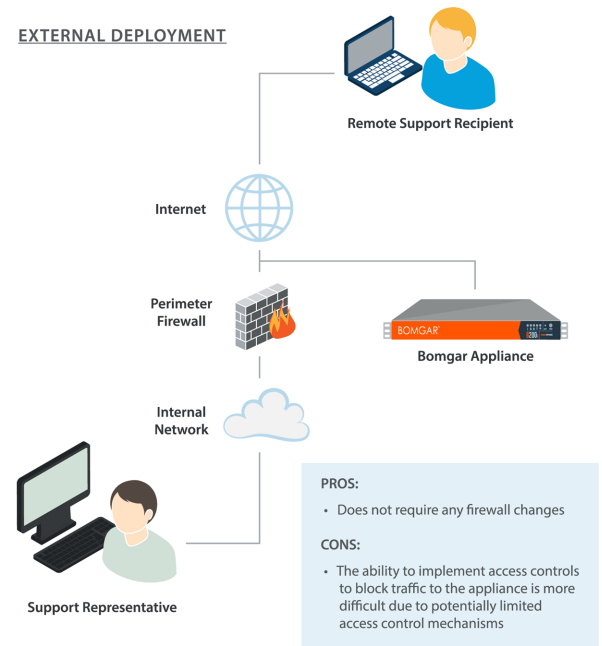 EXTERNAL DEPLOYMENT
Remote Support Recipient
Internet
Perimeter
Firewall
BOMGAR
Bomgar Appliance
Internal
Network
Support Representative
PROS:
• Does not require any firewall changes
CONS:
• The ability to implement access controls
to block traffic to the appliance is more
difficult due to potentially limited
access control mechanisms